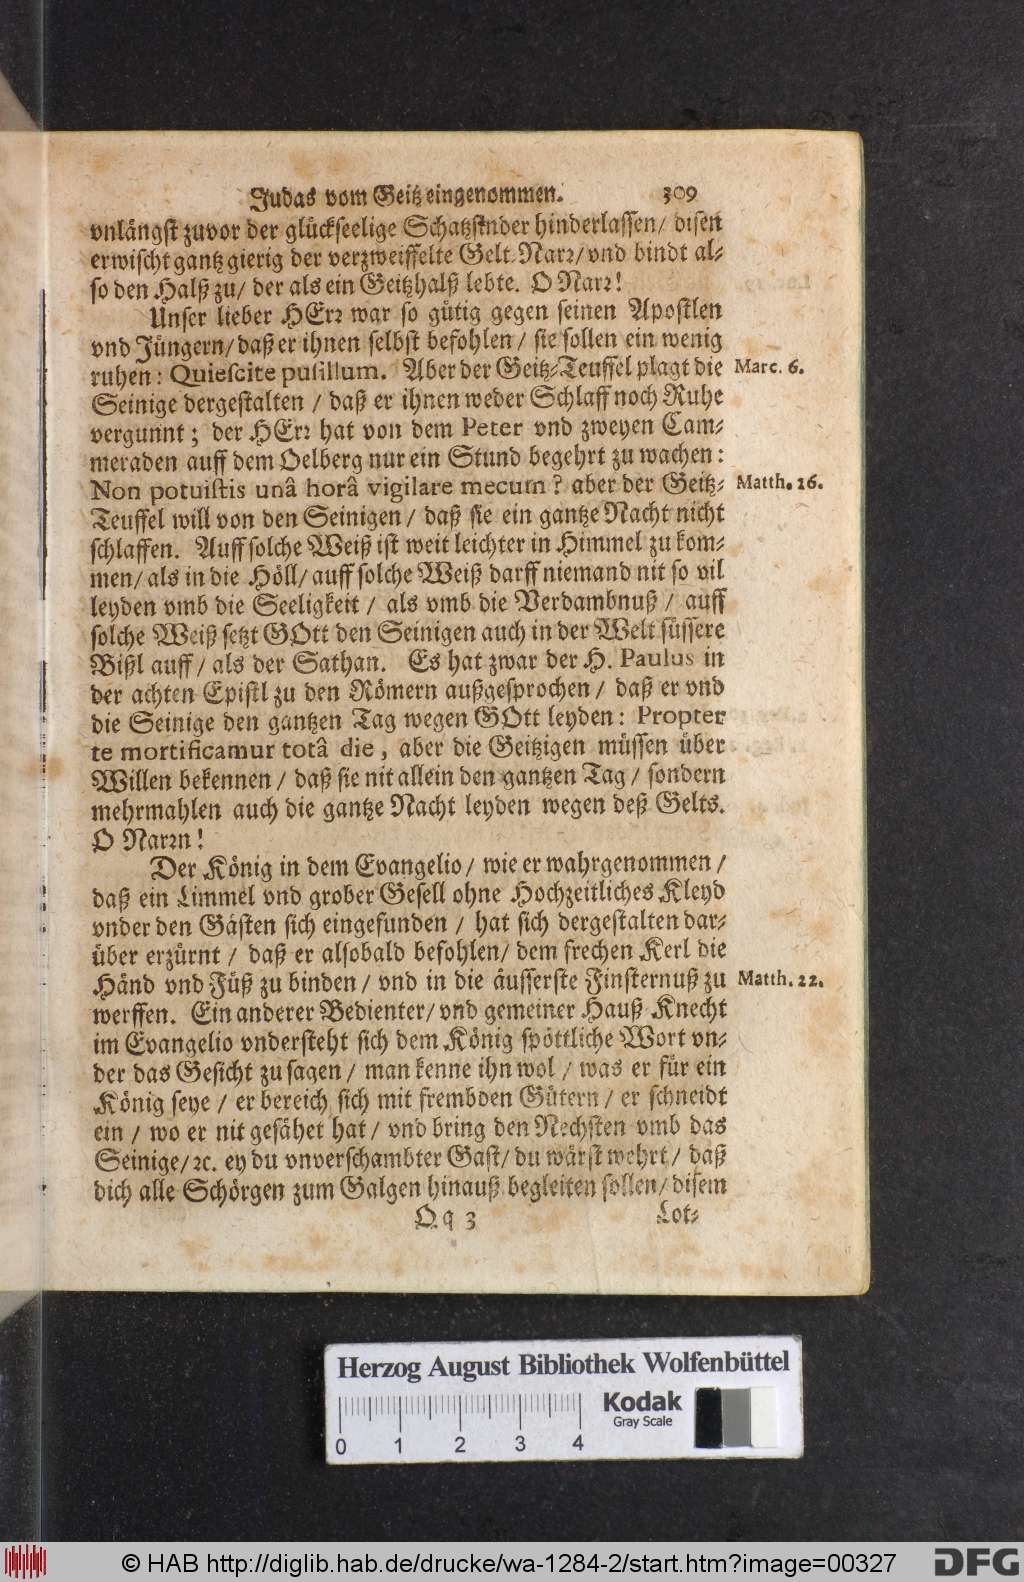 Judas vom Geitz eingenommen. 309
vnlängst zuvor der glückseelige Schatzfinder hinderlassen/ disen
erwischt gantz gierig der verzweiffelte Gelt-Narꝛ/ vnd bindt al-
so den Halß zu/ der als ein Geitzhalß lebte. O Narꝛ!
Unser lieber HErꝛ war so gütig gegen seinen Apostlen
vnd Jüngern/ daß er ihnen selbst befohlen/ sie sollen ein wenig
ruhen: Quiescite pusillum. Aber der Geitz-Teuffel plagt die Marc. 6.
Seinige dergestalten / daß er ihnen weder Schlaff noch Ruhe
vergunnt; der HErꝛ hat von dem Peter vnd zweyen Cam-
meraden auff dem Oelberg nur ein Stund begehrt zu wachen:
Non potuistis unâ horâ vigilare mecum? aber der Geitz- Matth. 26.
Teuffel will von den Seinigen / daß sie ein gantze Nacht nicht
schlaffen. Auff solche Weiß ist weit leichter in Himmel zu kom-
men/ als in die Höll/ auff solche Weiß darff niemand nit so vil
leyden vmb die Seeligkeit / als vmb die Verdambnuß / auff
solche Weiß setzt GOtt den Seinigen auch in der Welt süssere
Bißl auff/ als der Sathan. Es hat zwar der H. Paulus in
der achten Epistl zu den Römern außgesprochen/ daß er vnd
die Seinige den gantzen Tag wegen GOtt leyden: Propter
te mortificamur totâ die, aber die Geitzigen müssen über
Willen bekennen / daß sie nit allein den gantzen Tag / sondern
mehrmahlen auch die gantze Nacht leyden wegen deß Gelts.
O Narꝛn!
Der König in dem Evangelio/ wie er wahrgenommen /
daß ein Limmel vnd grober Gesell ohne Hochzeitliches Kleyd
vnder den Gästen sich eingefunden / hat sich dergestalten dar-
über erzürnt / daß er alsobald befohlen/ dem frechen Kerl die
Händ vnd Füß zu binden/ vnd in die äusserste Finsternuß zu Matth. 22.
werffen. Ein anderer Bedienter/ vnd gemeiner Hauß-Knecht
im Evangelio vndersteht sich dem König spöttliche Wort vn-
der das Gesicht zu sagen / man kenne ihn wol / was er für ein
König seye / er bereich sich mit frembden Gütern / er schneidt
ein / wo er nit gesähet hat / vnd bring den Nechsten vmb das
Seinige/ ꝛc. ey du vnverschambter Gast/ du wärst wehrt/ daß
dich alle Schörgen zum Galgen hinauß begleiten sollen/ disem
Qq 3 Lot-
Herzog August Bibliothek Wolfenbüttel
Kodak
Gray Scale
0 1 2 3 4
© HAB http://diglib.hab.de/drucke/wa-1284-2/start.htm?image=00327 DFG